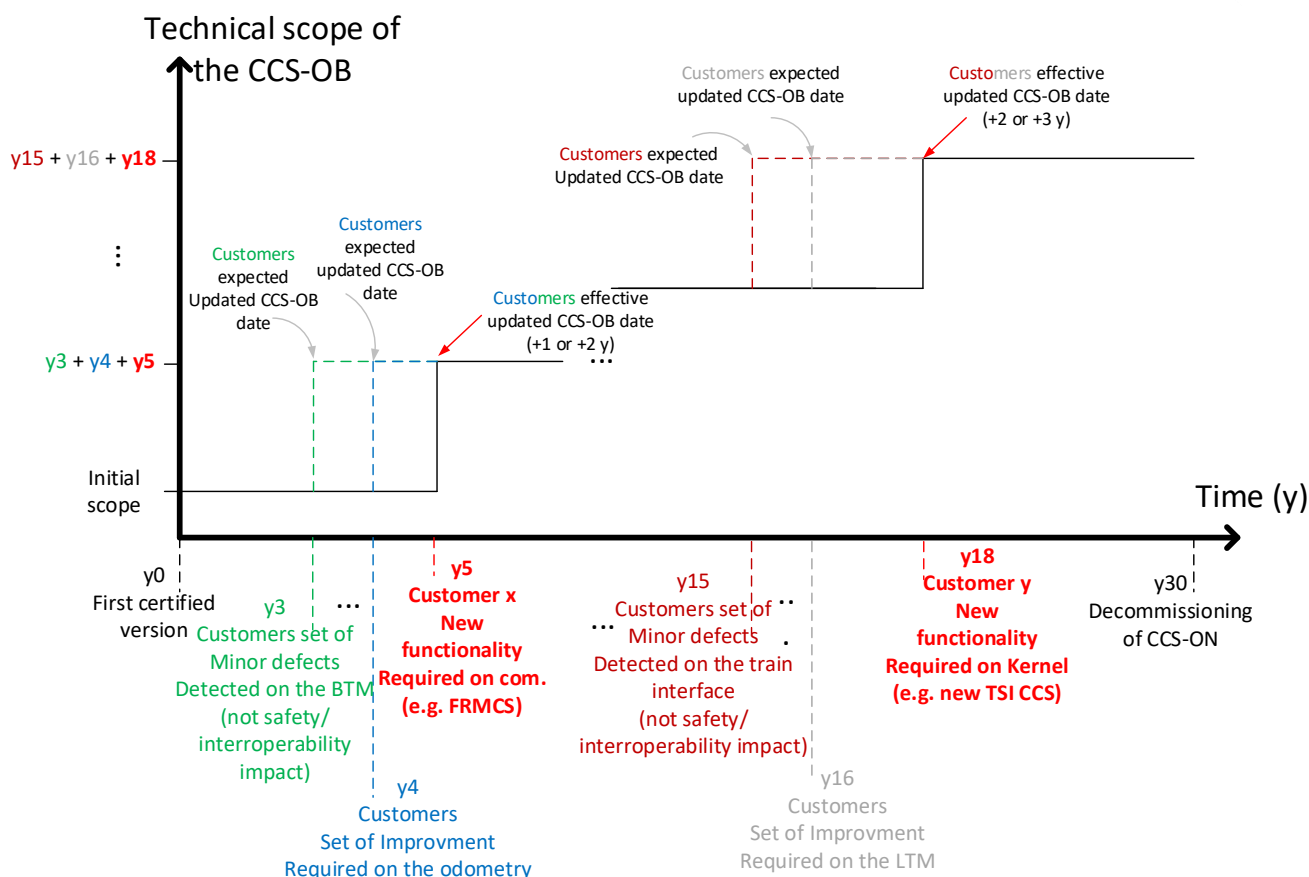 Technical scope of
the CCS-OB
Customers expected
updated CCS-OB date
Customers effective
updated CCS-OB date
(+2 or +3 y)
y15 + y16 + y18
Customers expected
Updated CCS-OB date
⋮
Customers
expected
Updated CCS-OB
date
Customers
expected
updated CCS-OB
date
Customers effective
updated CCS-OB date
(+1 or +2 y)
...
y3 + y4 + y5
Initial
scope
Time (y)
y0
First certified
version
y3
Customers set of
Minor defects
Detected on the BTM
(not safety/
interroperability
impact)
...
y4
Customers
Set of Improvment
Required on the odometry
y5
Customer x
New
functionality
Required on com.
(e.g. FRMCS)
...
y15
Customers set of
Minor defects
Detected on the train
interface
(not safety/
interroperability impact)
...
y16
Customers
Set of Improvment
Required on the LTM
y18
Customer y
New
functionality
Required on Kernel
(e.g. new TSI CCS)
y30
Decommissioning
of CCS-ON